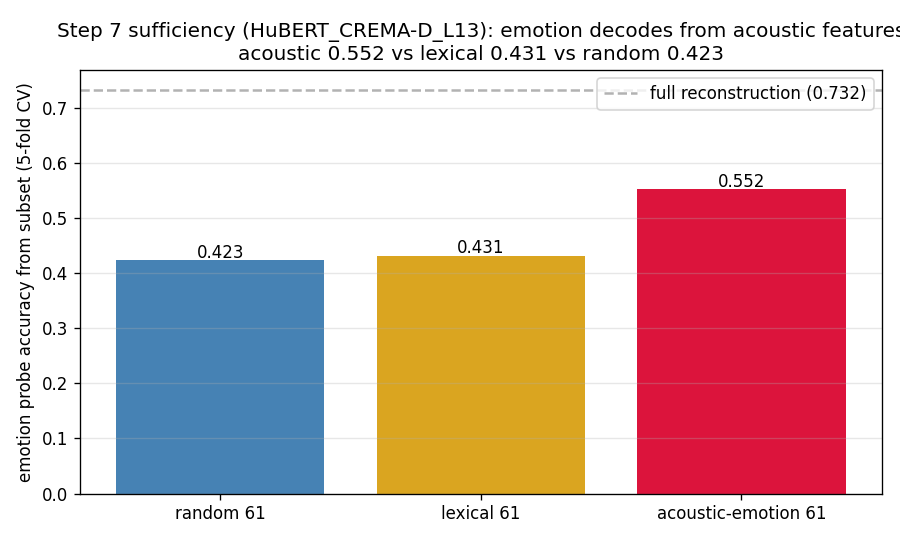 Step 7 sufficiency (HuBERT_CREMA-D_L13): emotion decodes from acoustic features
acoustic 0.552 vs lexical 0.431 vs random 0.423
full reconstruction (0.732)
emotion probe accuracy from subset (5-fold CV)
0.7
0.6
0.5
0.4
0.3
0.2
0.1
0.0
0.423
0.431
0.552
random 61
lexical 61
acoustic-emotion 61